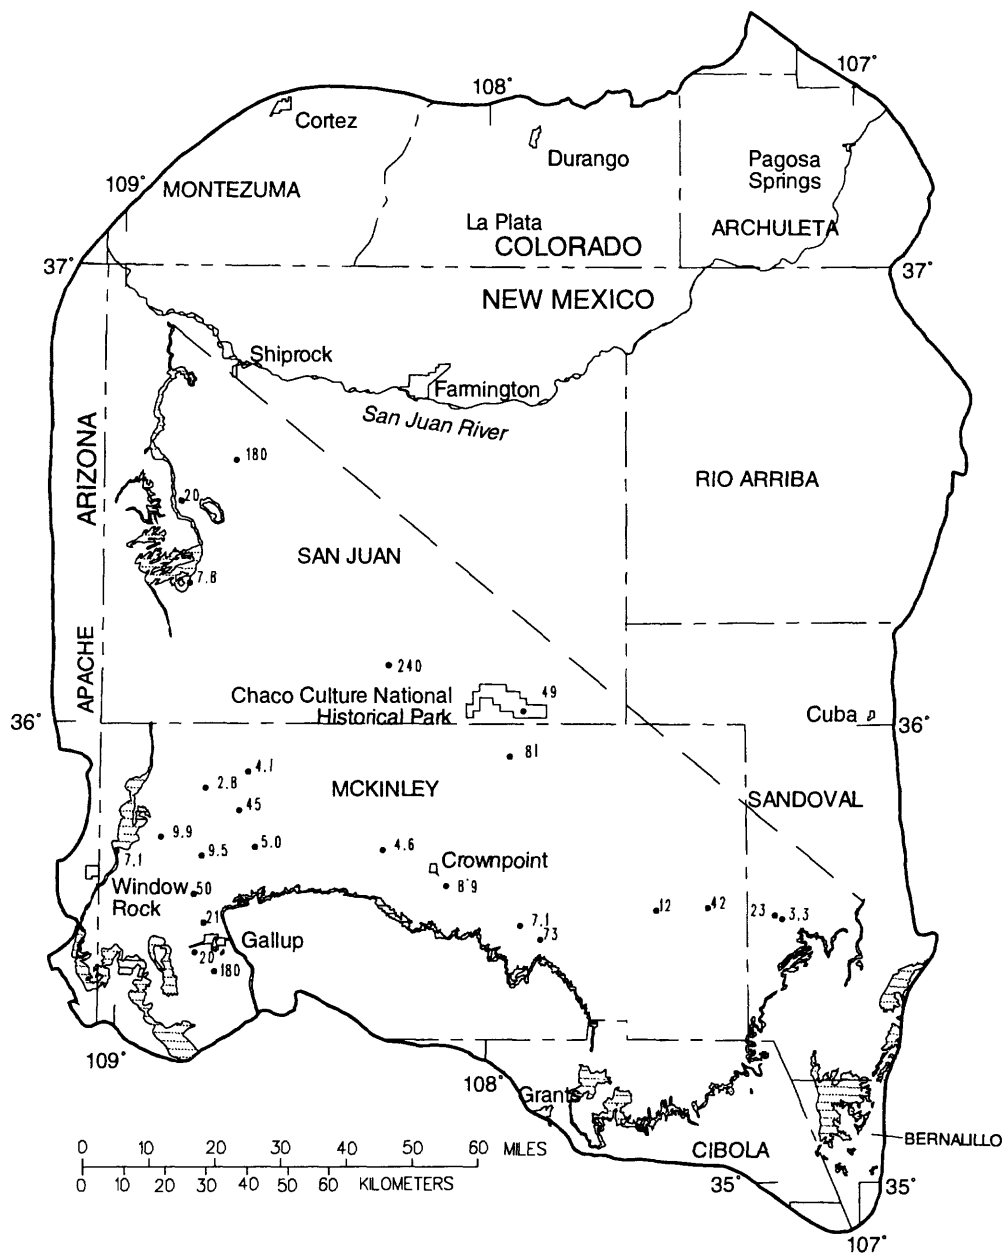 107°
108°
Cortez
Durango
Pagosa
Springs
109°
MONTEZUMA
La Plata
ARCHULETA
COLORADO
37°
37°
NEW MEXICO
Shiprock
Farmington
San Juan River
ARIZONA
180
RIO ARRIBA
20
SAN JUAN
7.8
APACHE
240
Chaco Culture National
Historical Park
49
36°
Cuba
36°
81
4.1
2.8
MCKINLEY
SANDOVAL
45
9.9
5.0
4.6
9.5
7.1
Crownpoint
8.9
Window
Rock
50
12
42
23
3.3
21
7.1
73
Gallup
20
180
109°
108°
Grants
CIBOLA
BERNALILLO
0 10 20 30 40 50 60 MILES
0 10 20 30 40 50 60 KILOMETERS
35°
35°
107°